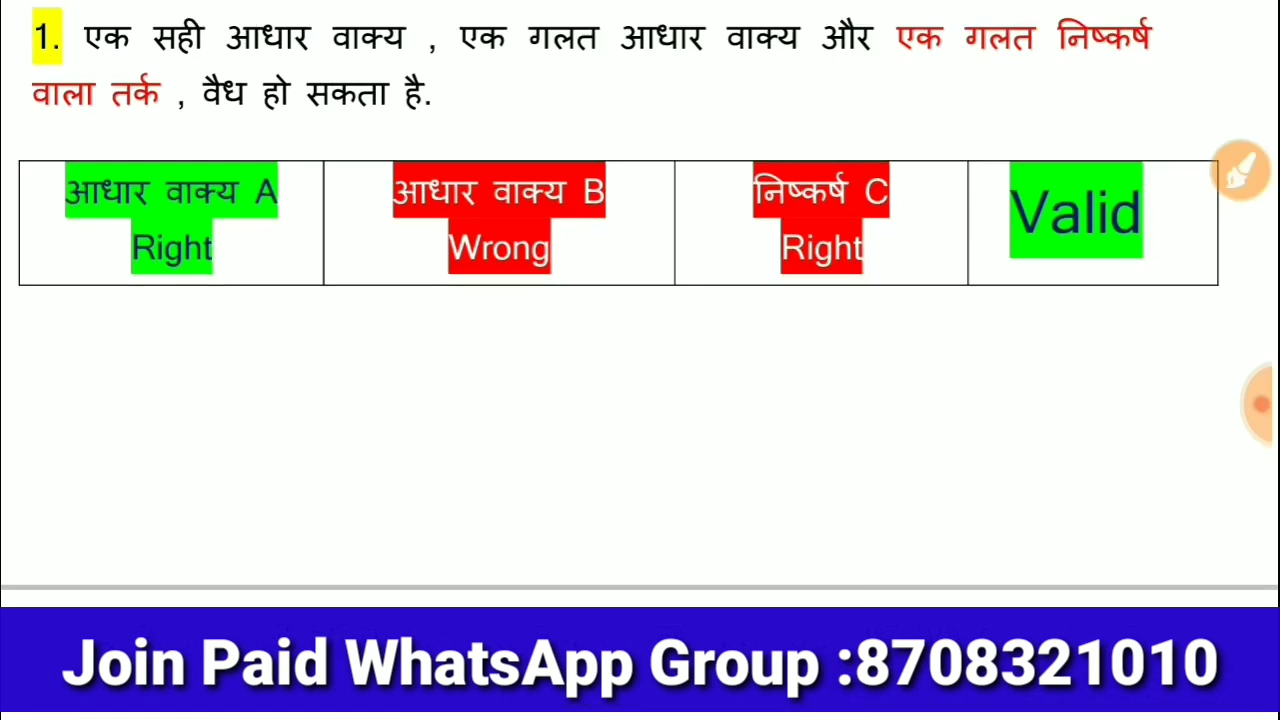 1. एक सही आधार वाक्य , एक गलत आधार वाक्य और एक गलत निष्कर्ष
वाला तर्क , वैध हो सकता है.
आधार वाक्य A
Right
आधार वाक्य B
Wrong
निष्कर्ष C
Right
Valid
Join Paid WhatsApp Group :8708321010